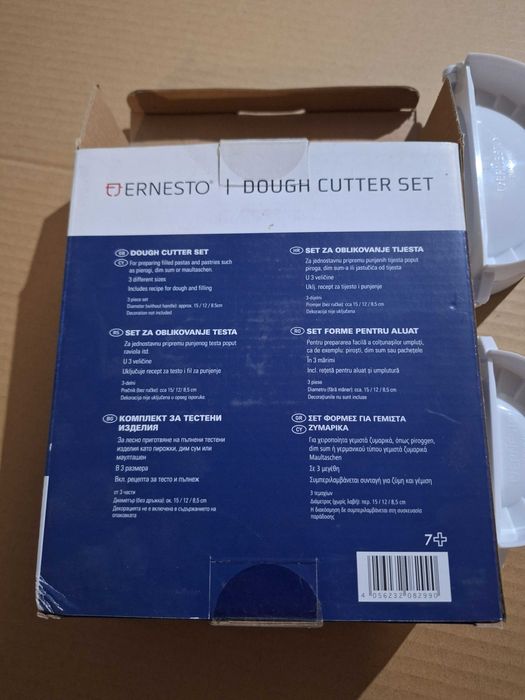 ERNESTO® | DOUGH CUTTER SET
GB DOUGH CUTTER SET
CY For preparing filled pastas and pastries such
as pierogi, dim sum or maultaschen
3 different sizes
Includes recipe for dough and filling
3 piece set
Diameter (without handle): approx. 15 / 12 / 8.5cm
Decoration not included
HR SET ZA OBLIKOVANJE TIJESTA
Za jednostavnu pripremu punjenih tijesta poput
piroga, dim sum-a ili jastučića od tijesta
U 3 veličine
Uklj. recept za tijesto i punjenje
3-dijelni
Promjer (bez ručke): cca 15 / 12 / 8,5 cm
Dekoracija nije uključena
RS SET ZA OBLIKOVANJE TESTA
Za jednostavnu pripremu punjenog testa poput
raviola itd.
U 3 veličine
Uključuje recept za testo i fil za punjenje
3-delni
Prečnik (bez ručke) cca 15/ 12/ 8,5 cm
Dekoracija nije uključena u opseg isporuke.
RO SET FORME PENTRU ALUAT
Pentru prepararea facilă a colțunașilor umpluți,
ca de exemplu: piroști, dim sum sau pachețele
În 3 mărimi
Incl. rețetă pentru aluat și umplutură
3 piese
Diametru (fără mâner): cca. 15 / 12 / 8,5 cm
Decorațiunile nu sunt incluse
BG КОМПЛЕКТ ЗА ТЕСТЕНИ
ИЗДЕЛИЯ
За лесно приготвяне на пълнени тестени
изделия като пирожки, дим сум или
маулташен
В 3 размера
Вкл. рецепта за тесто и пълнеж
от 3 части
Диаметър (без дръжка): ок. 15 / 12 / 8,5cm
Декорацията не е включена в съдържанието на
опаковката
GR ΣΕΤ ΦΟΡΜΕΣ ΓΙΑ ΓΕΜΙΣΤΑ
CY ΖΥΜΑΡΙΚΑ
Για χειροποίητα γεμιστά ζυμαρικά, όπως piroggen,
dim sum ή γερμανικού τύπου γεμιστά ζυμαρικά
Maultaschen
Σε 3 μεγέθη
Συμπεριλαμβάνεται συνταγή για ζύμη και γέμιση
3 τεμαχίων
Διάμετρος (χωρίς λαβή): περ. 15 / 12 / 8,5 cm
Η διακόσμηση δε συμπεριλαμβάνεται στη συσκευασία
παράδοσης
7+
4 056232 082990
ERNESTO